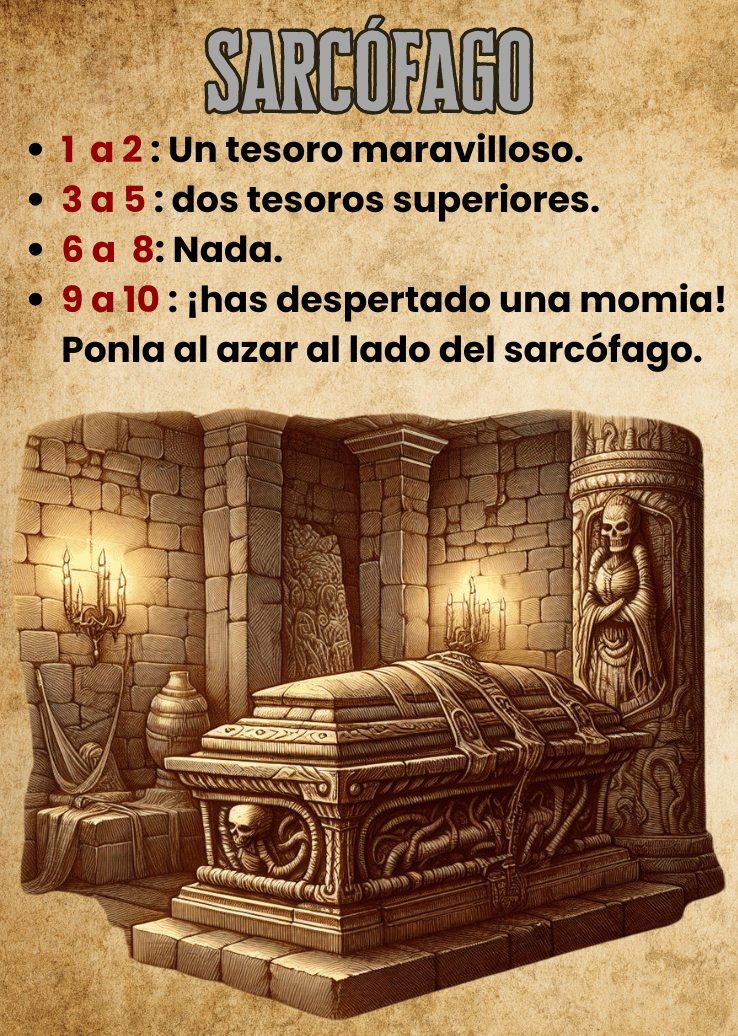 SARCÓFAGO
• 1 a 2 : Un tesoro maravilloso.
• 3 a 5 : dos tesoros superiores.
• 6 a 8: Nada.
• 9 a 10 : ¡has despertado una momia!
Ponla al azar al lado del sarcófago.